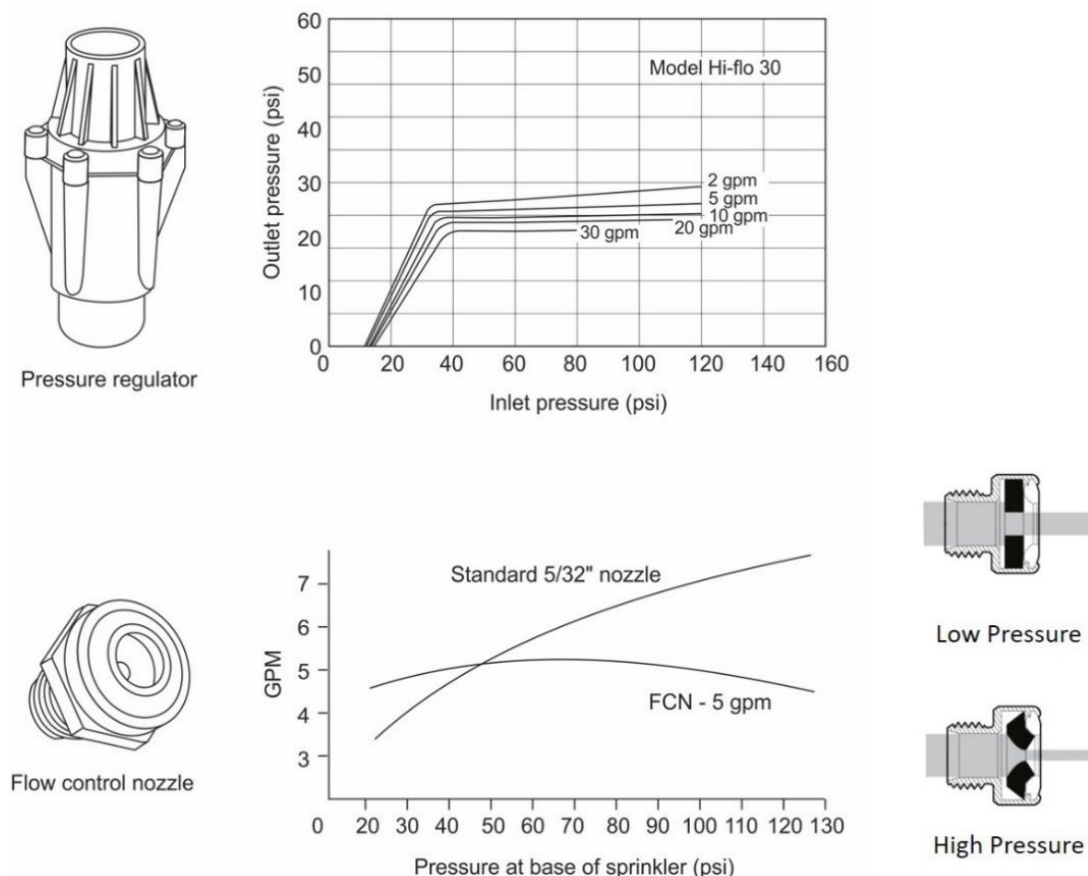 60
50
40
30
20
10
0
Outlet pressure (psi)
Model Hi-flo 30
2 gpm
5 gpm
10 gpm
20 gpm
30 gpm
0 20 40 60 80 100 120 140 160
Inlet pressure (psi)
Pressure regulator
7
6
5
4
3
GPM
Standard 5/32" nozzle
FCN - 5 gpm
0 20 30 40 50 60 70 80 90 100 110 120 130
Pressure at base of sprinkler (psi)
Flow control nozzle
Low Pressure
High Pressure